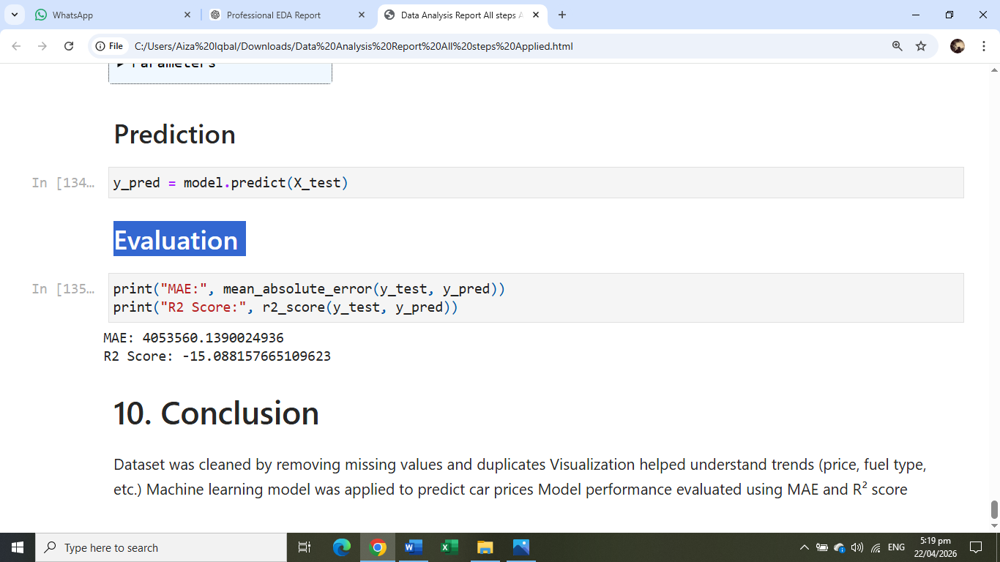 WhatsApp
Professional EDA Report
Data Analysis Report All steps A
File
C:/Users/Aiza%20Iqbal/Downloads/Data%20Analysis%20Report%20All%20steps%20Applied.html
Parameters
Prediction
In [134… y_pred = model.predict(X_test)
Evaluation
In [135… print("MAE:", mean_absolute_error(y_test, y_pred))
print("R2 Score:", r2_score(y_test, y_pred))
MAE: 4053560.1390024936
R2 Score: -15.088157665109623
10. Conclusion
Dataset was cleaned by removing missing values and duplicates Visualization helped understand trends (price, fuel type,
etc.) Machine learning model was applied to predict car prices Model performance evaluated using MAE and R² score
Type here to search
ENG
5:19 pm
22/04/2026